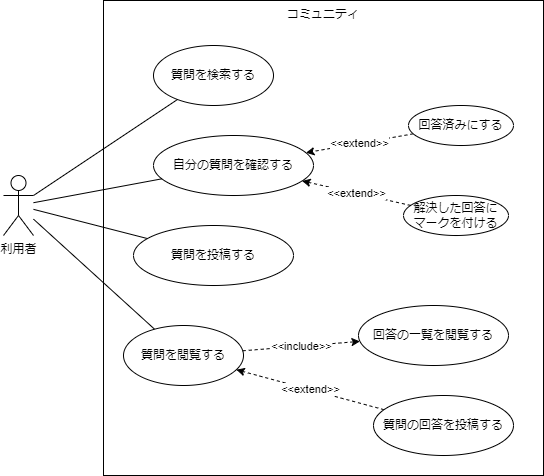 コミュニティ
質問を検索する
回答済みにする
<<extend>>
自分の質問を確認する
<<extend>>
解決した回答に
マークを付ける
利用者
質問を投稿する
回答の一覧を閲覧する
<<include>>
質問を閲覧する
<<extend>>
質問の回答を投稿する